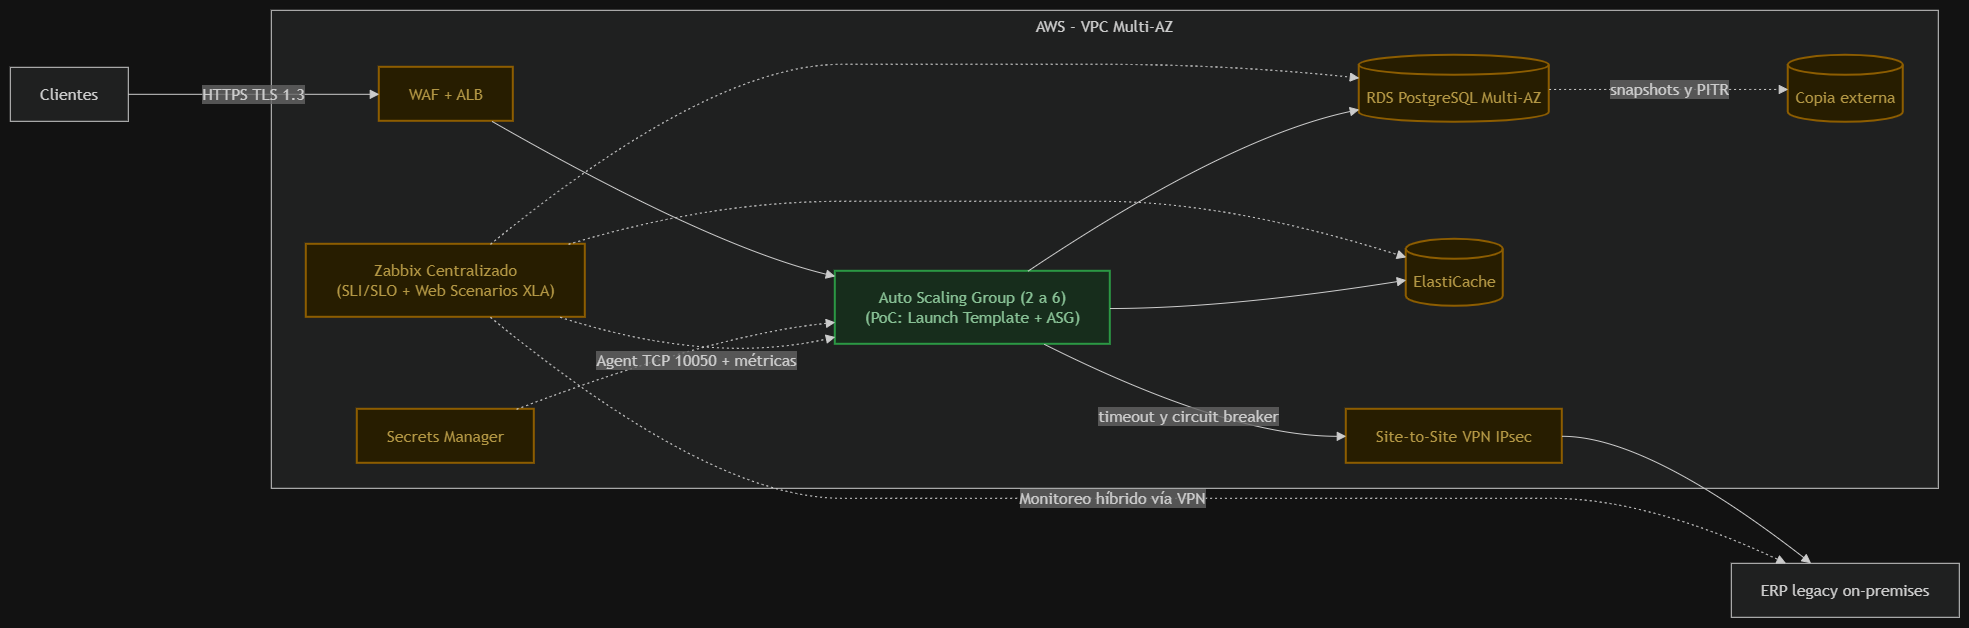 AWS - VPC Multi-AZ
Clientes
HTTPS TLS 1.3
WAF + ALB
RDS PostgreSQL Multi-AZ
snapshots y PITR
Copia externa
Zabbix Centralizado
(SLI/SLO + Web Scenarios XLA)
Auto Scaling Group (2 a 6)
(PoC: Launch Template + ASG)
ElastiCache
Agent TCP 10050 + métricas
Secrets Manager
timeout y circuit breaker
Site-to-Site VPN IPsec
Monitoreo híbrido vía VPN
ERP legacy on-premises